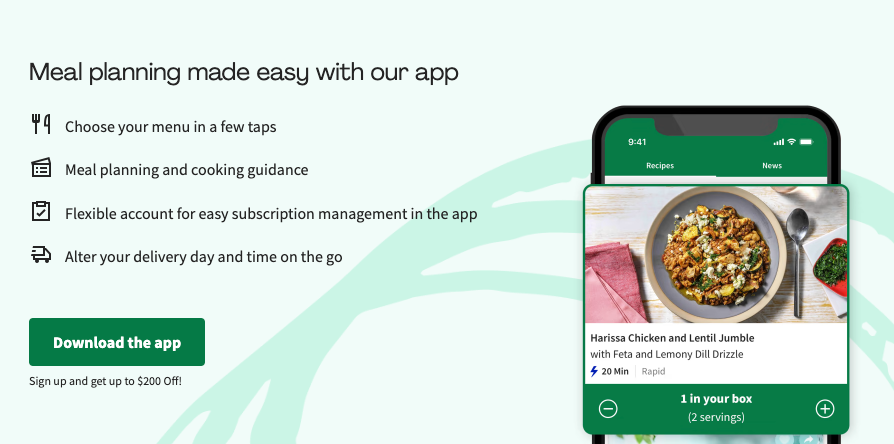 Meal planning made easy with our app
Choose your menu in a few taps
Meal planning and cooking guidance
Flexible account for easy subscription management in the app
Alter your delivery day and time on the go
Download the app
Sign up and get up to $200 Off!
9:41
Recipes News
Harissa Chicken and Lentil Jumble
with Feta and Lemony Dill Drizzle
20 Min Rapid
1 in your box
(2 servings)